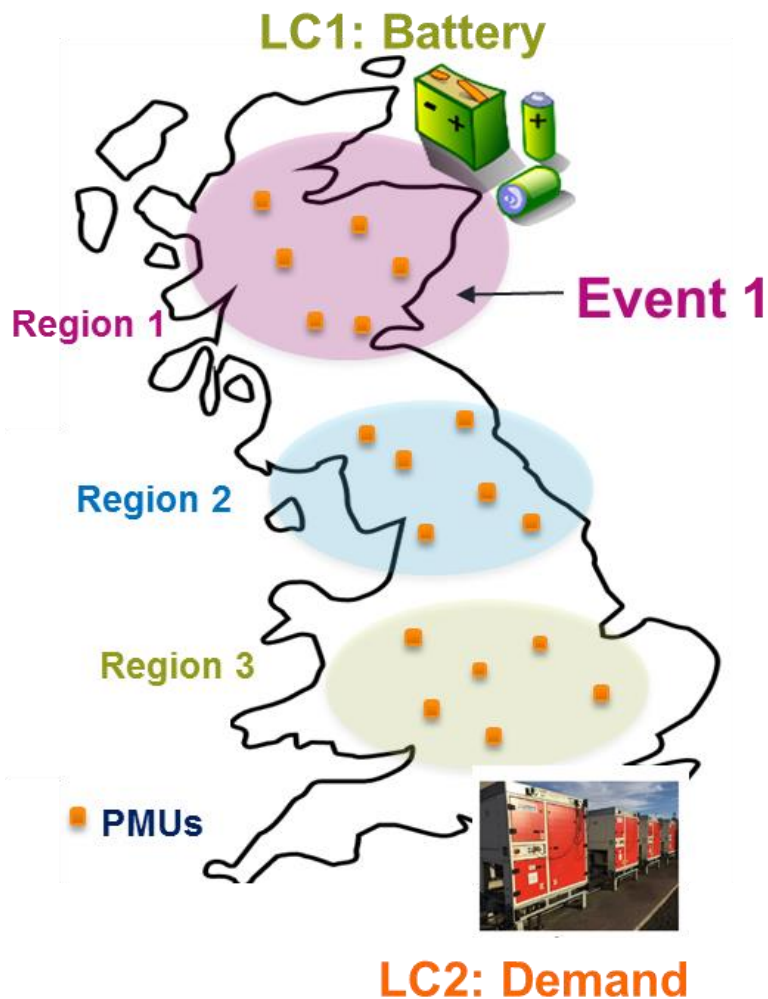 LC1: Battery
Event 1
Region 1
Region 2
Region 3
PMUs
LC2: Demand